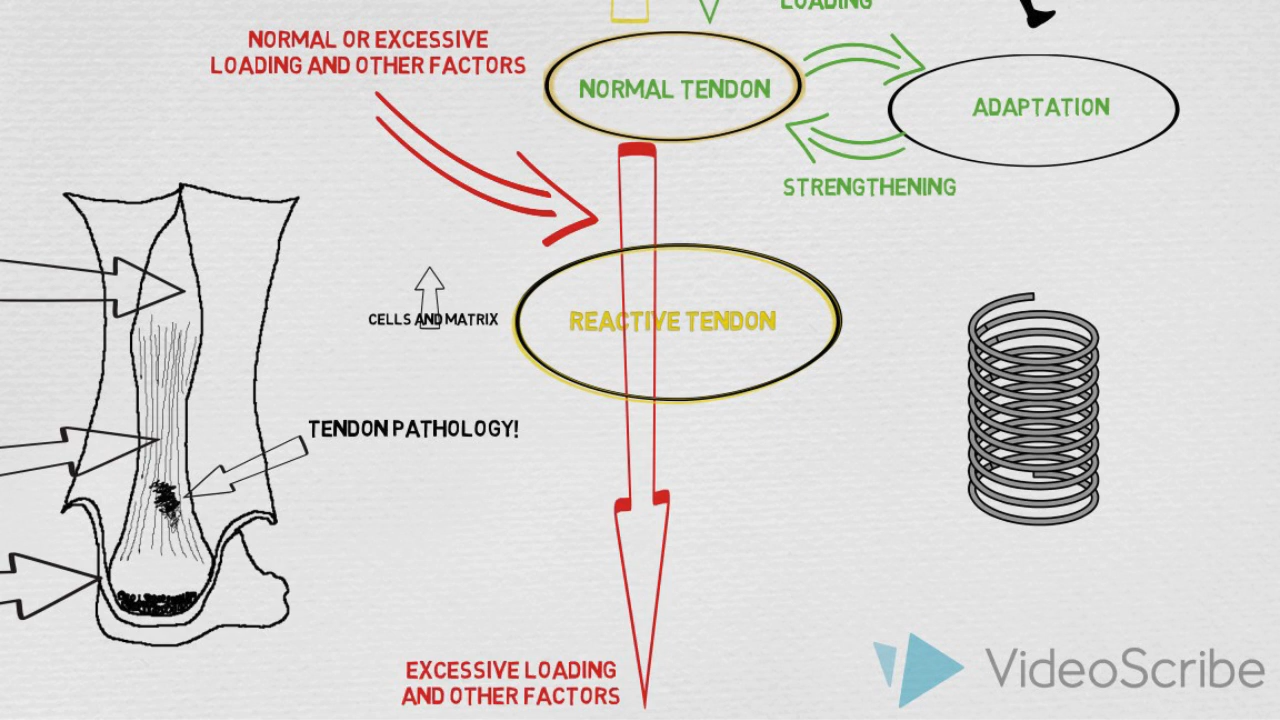 LOADING
NORMAL OR EXCESSIVE
LOADING AND OTHER FACTORS
NORMAL TENDON
ADAPTATION
STRENGTHENING
CELLS AND MATRIX
REACTIVE TENDON
TENDON PATHOLOGY!
EXCESSIVE LOADING
AND OTHER FACTORS
VideoScribe